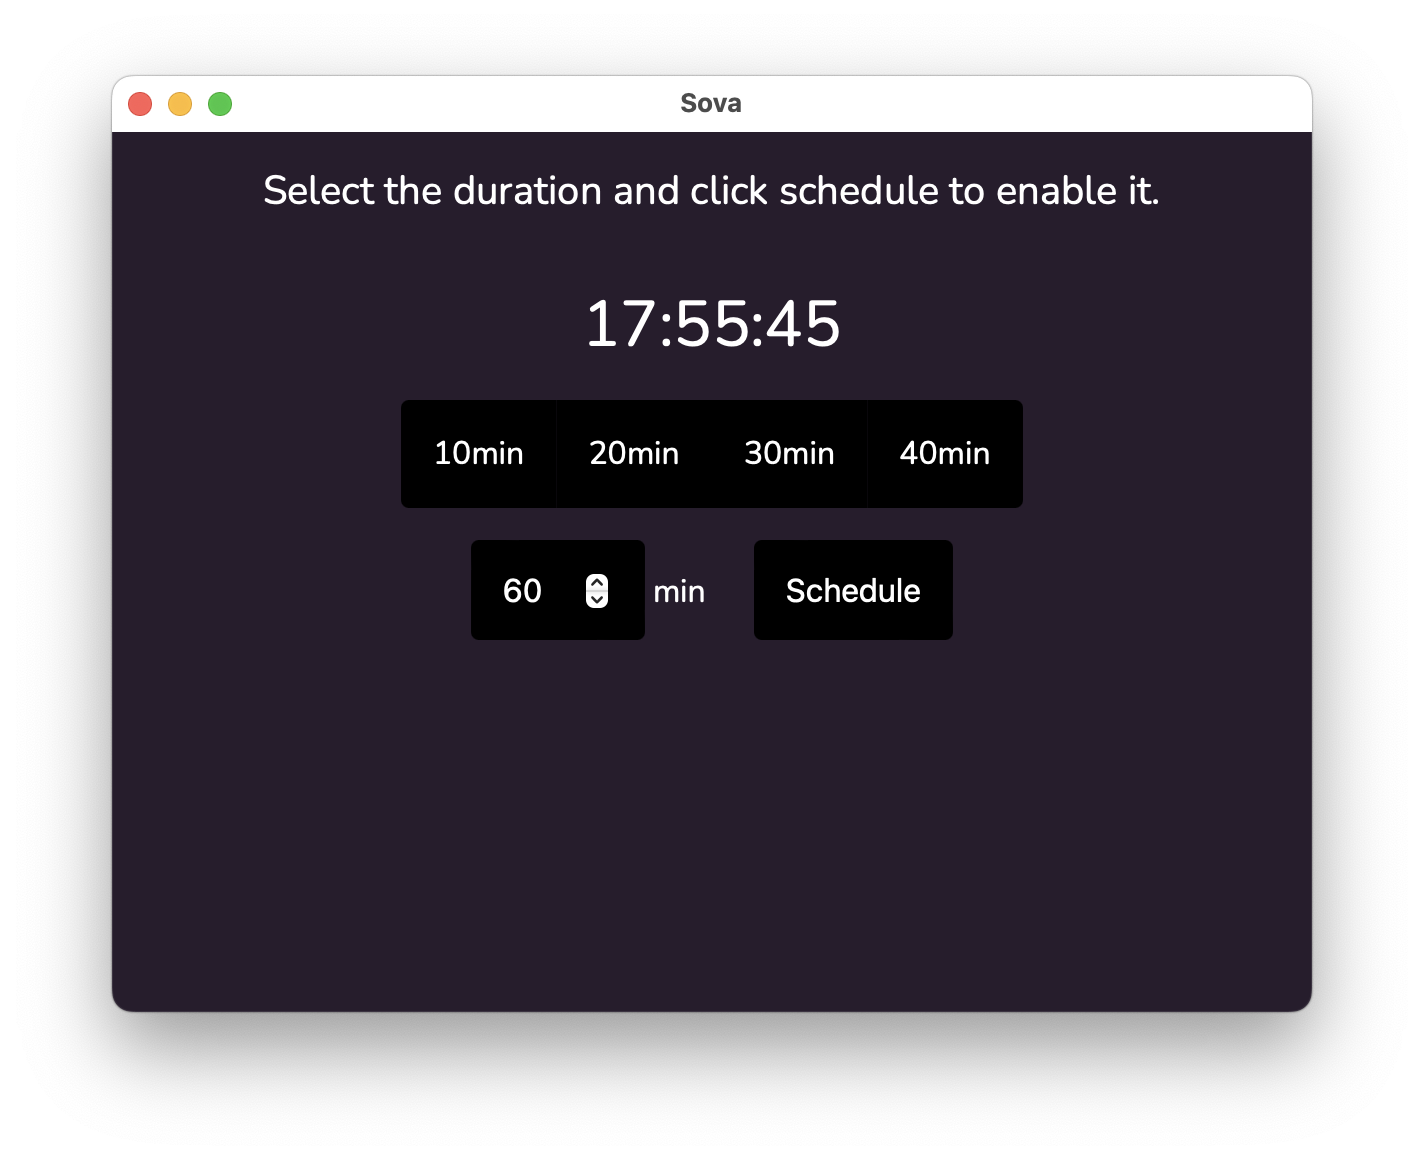 Sova
Select the duration and click schedule to enable it.
17:55:45
10min 20min 30min 40min
60 min Schedule